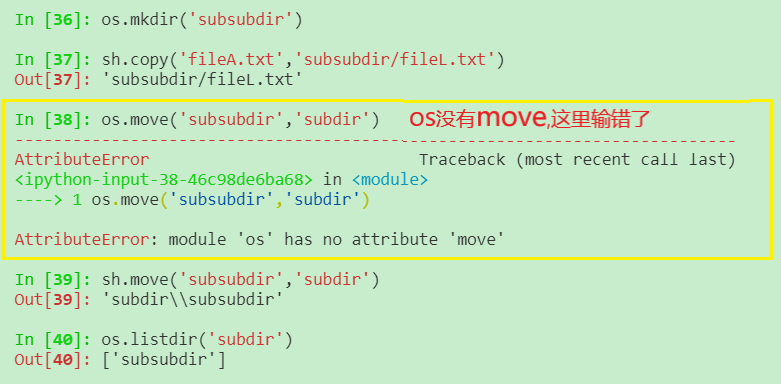 In [36]: os.mkdir('subsubdir')
In [37]: sh.copy('fileA.txt','subsubdir/fileL.txt')
Out[37]: 'subsubdir/fileL.txt'
In [38]: os.move('subsubdir','subdir') os没有move,这里输错了
---------------------------------------------------------------------------
AttributeError                            Traceback (most recent call last)
<ipython-input-38-46c98de6ba68> in <module>
----> 1 os.move('subsubdir','subdir')
AttributeError: module 'os' has no attribute 'move'
In [39]: sh.move('subsubdir','subdir')
Out[39]: 'subdir\\subsubdir'
In [40]: os.listdir('subdir')
Out[40]: ['subsubdir']